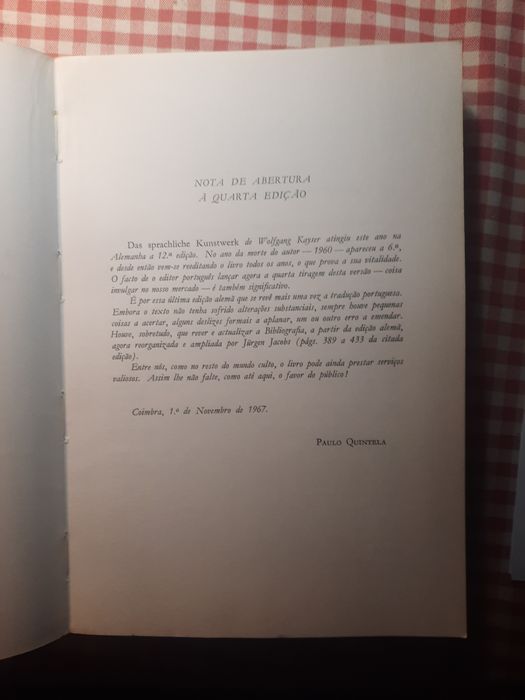 NOTA DE ABERTURA
À QUARTA EDIÇÃO
Das sprachliche Kunstwerk de Wolfgang Kayser atingiu este ano na
Alemanha a 12.ª edição. No ano da morte do autor — 1960 — apareceu a 6.ª,
e desde então vem-se reeditando o livro todos os anos, o que prova a sua vitalidade.
O facto de o editor português lançar agora a quarta tiragem desta versão — coisa
invulgar no nosso mercado — é também significativo.
É por essa última edição alemã que se revê mais uma vez a tradução portuguesa.
Embora o texto não tenha sofrido alterações substanciais, sempre houve pequenas
coisas a acertar, alguns deslizes formais a aplanar, um ou outro erro a emendar.
Houve, sobretudo, que rever e actualizar a Bibliografia, a partir da edição alemã,
agora reorganizada e ampliada por Jürgen Jacobs (págs. 389 a 433 da citada
edição).
Entre nós, como no resto do mundo culto, o livro pode ainda prestar serviços
valiosos. Assim lhe não falte, como até aqui, o favor do público!
Coimbra, 1.º de Novembro de 1967.
PAULO QUINTELA